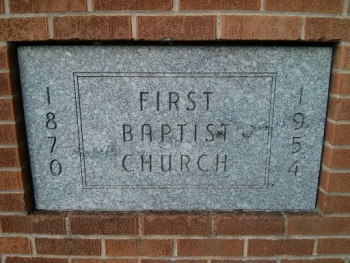 1870
FIRST
BAPTIST
CHURCH
1954